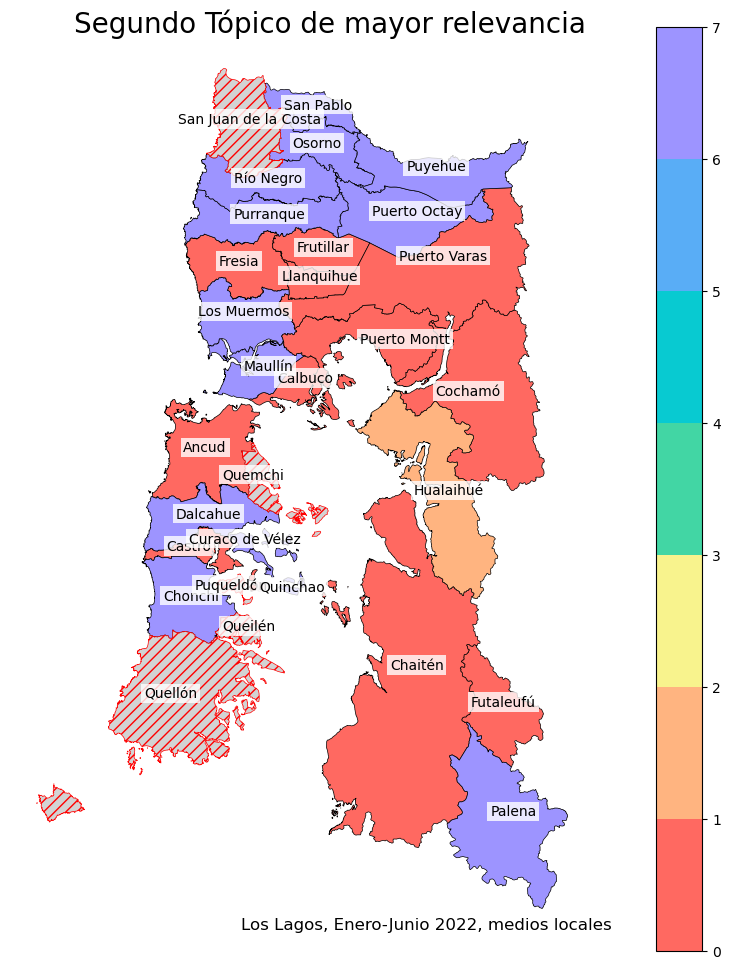 Segundo Tópico de mayor relevancia
7
San Pablo
San Juan de la Costa
Osorno
Puyehue
6
Río Negro
Purranque
Puerto Octay
Frutillar
Puerto Varas
Fresia
Llanquihue
5
Los Muermos
Puerto Montt
Maullín
Calbuco
Cochamó
4
Ancud
Quemchi
Hualaihué
Dalcahue
Curaco de Vélez
Castro
3
Puqueldó
Quinchao
Chonchi
Queilén
Chaitén
2
Quellón
Futaleufú
Palena
1
Los Lagos, Enero-Junio 2022, medios locales
0